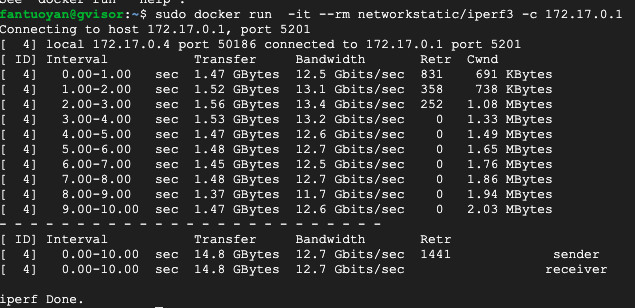 See 'docker run --help'.
fantuoyan@gvisor:~$ sudo docker run  -it --rm networkstatic/iperf3 -c 172.17.0.1
Connecting to host 172.17.0.1, port 5201
[  4] local 172.17.0.4 port 50186 connected to 172.17.0.1 port 5201
[ ID] Interval           Transfer     Bandwidth       Retr  Cwnd
[  4]   0.00-1.00   sec  1.47 GBytes  12.5 Gbits/sec  831    691 KBytes
[  4]   1.00-2.00   sec  1.52 GBytes  13.1 Gbits/sec  358    738 KBytes
[  4]   2.00-3.00   sec  1.56 GBytes  13.4 Gbits/sec  252   1.08 MBytes
[  4]   3.00-4.00   sec  1.53 GBytes  13.2 Gbits/sec    0   1.33 MBytes
[  4]   4.00-5.00   sec  1.47 GBytes  12.6 Gbits/sec    0   1.49 MBytes
[  4]   5.00-6.00   sec  1.48 GBytes  12.7 Gbits/sec    0   1.65 MBytes
[  4]   6.00-7.00   sec  1.45 GBytes  12.5 Gbits/sec    0   1.76 MBytes
[  4]   7.00-8.00   sec  1.48 GBytes  12.7 Gbits/sec    0   1.86 MBytes
[  4]   8.00-9.00   sec  1.37 GBytes  11.7 Gbits/sec    0   1.94 MBytes
[  4]   9.00-10.00  sec  1.47 GBytes  12.6 Gbits/sec    0   2.03 MBytes
- - - - - - - - - - - - - - - - - - - - - - - - -
[ ID] Interval           Transfer     Bandwidth       Retr
[  4]   0.00-10.00  sec  14.8 GBytes  12.7 Gbits/sec  1441             sender
[  4]   0.00-10.00  sec  14.8 GBytes  12.7 Gbits/sec                  receiver
iperf Done.